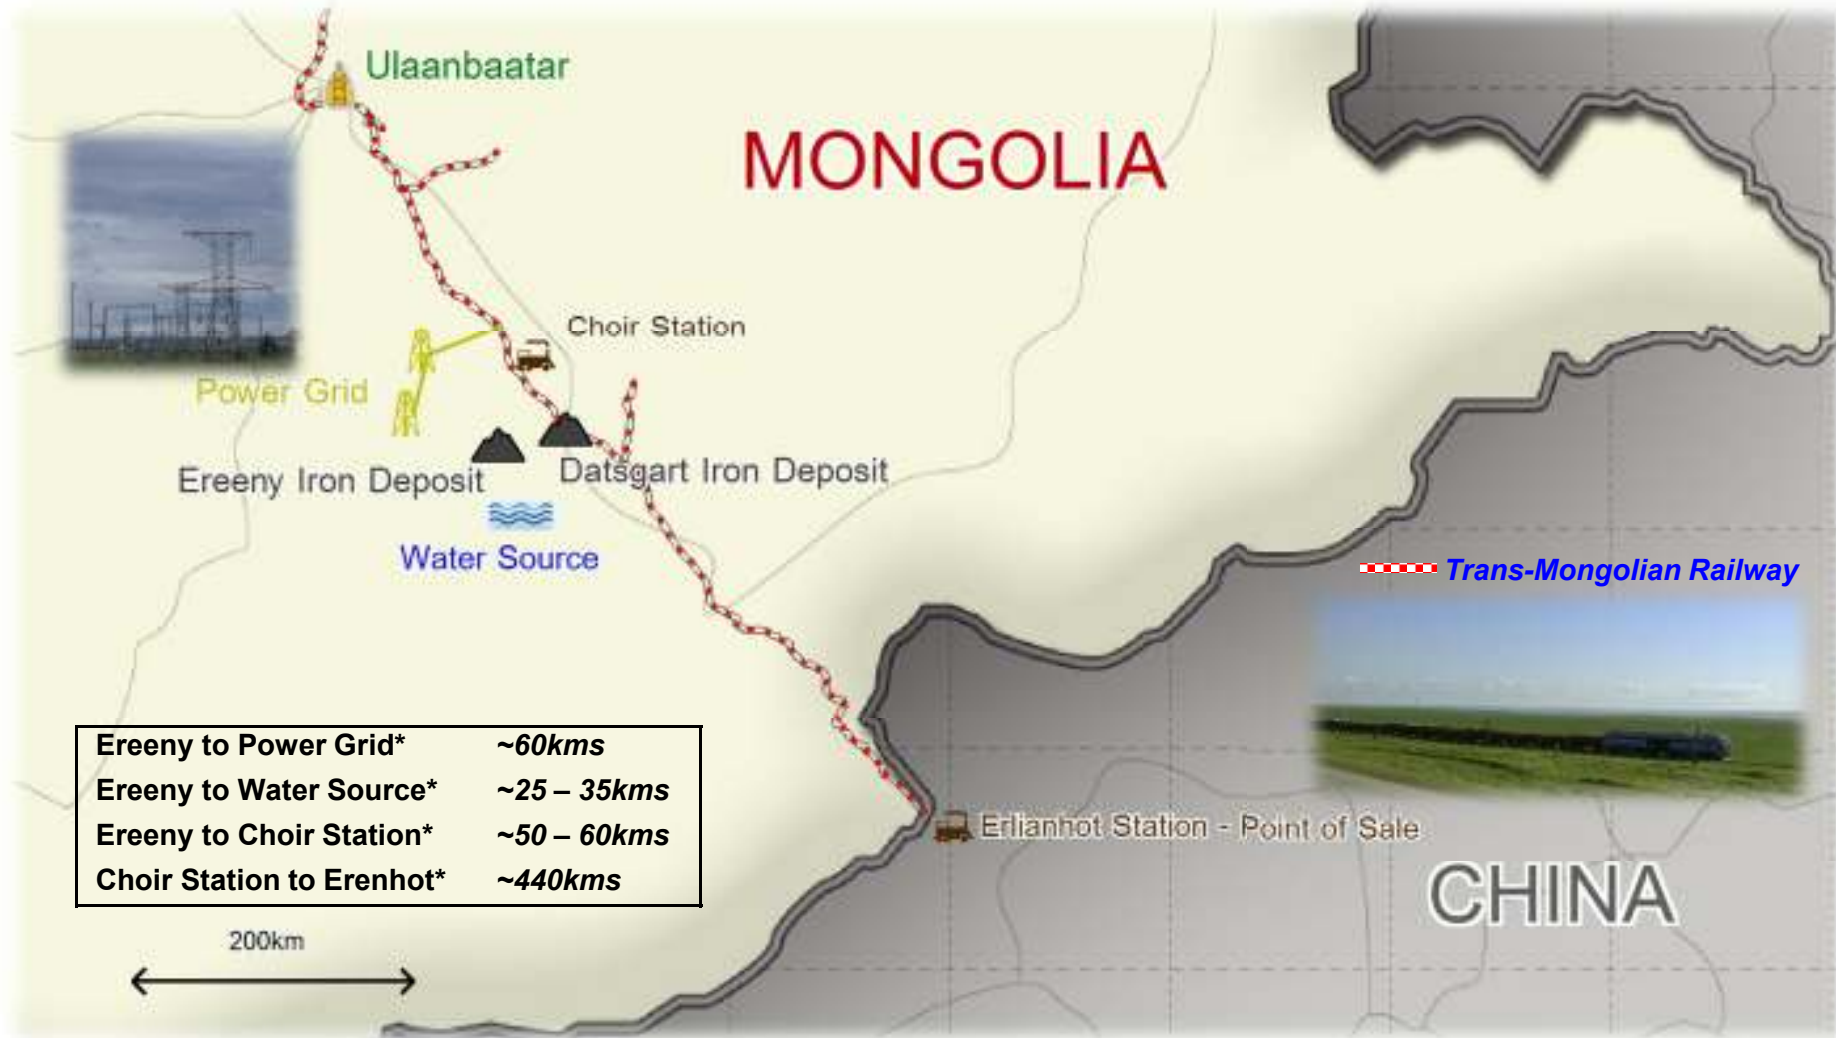 Ulaanbaatar
MONGOLIA
Choir Station
Power Grid
Ereeny Iron Deposit
Datsgart Iron Deposit
Water Source
Trans-Mongolian Railway
Ereeny to Power Grid* ~60kms
Ereeny to Water Source* ~25 – 35kms
Ereeny to Choir Station* ~50 – 60kms
Choir Station to Erenhot* ~440kms
Erlianhot Station - Point of Sale
CHINA
200km